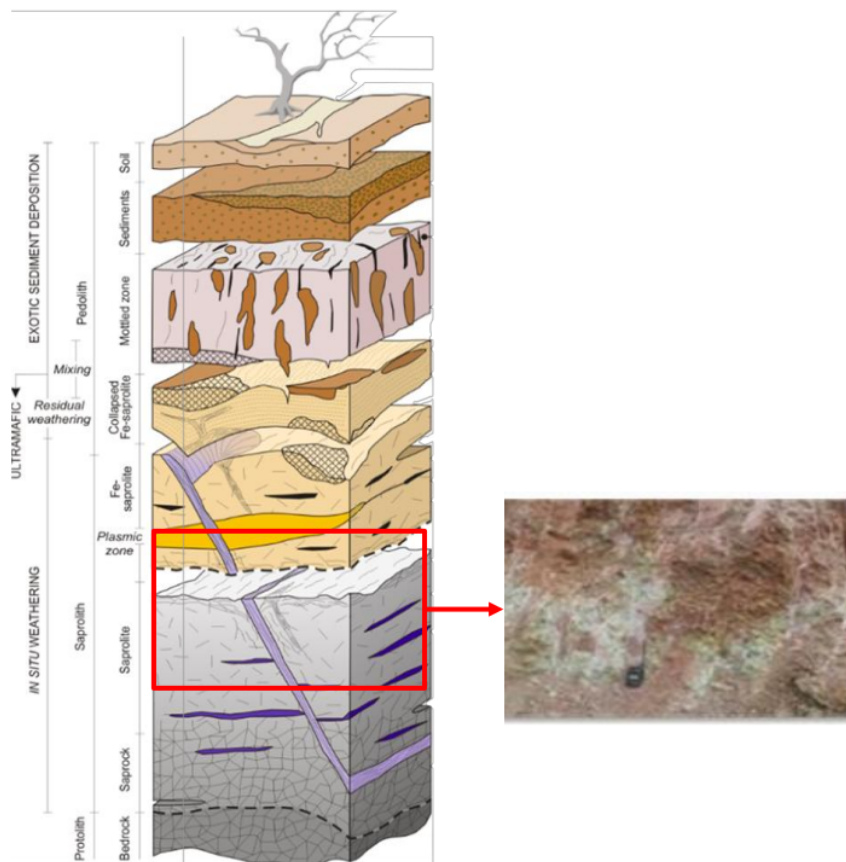 EXOTIC SEDIMENT DEPOSITION
ULTRAMAFIC
IN SITU WEATHERING
Pedolith
Mixing
Residual
weathering
Saprolith
Protolith
Soil
Sediments
Mottled zone
Collapsed
Fe-saprolite
Fe-
saprolite
Plasmic
zone
Saprolite
Saprock
Bedrock